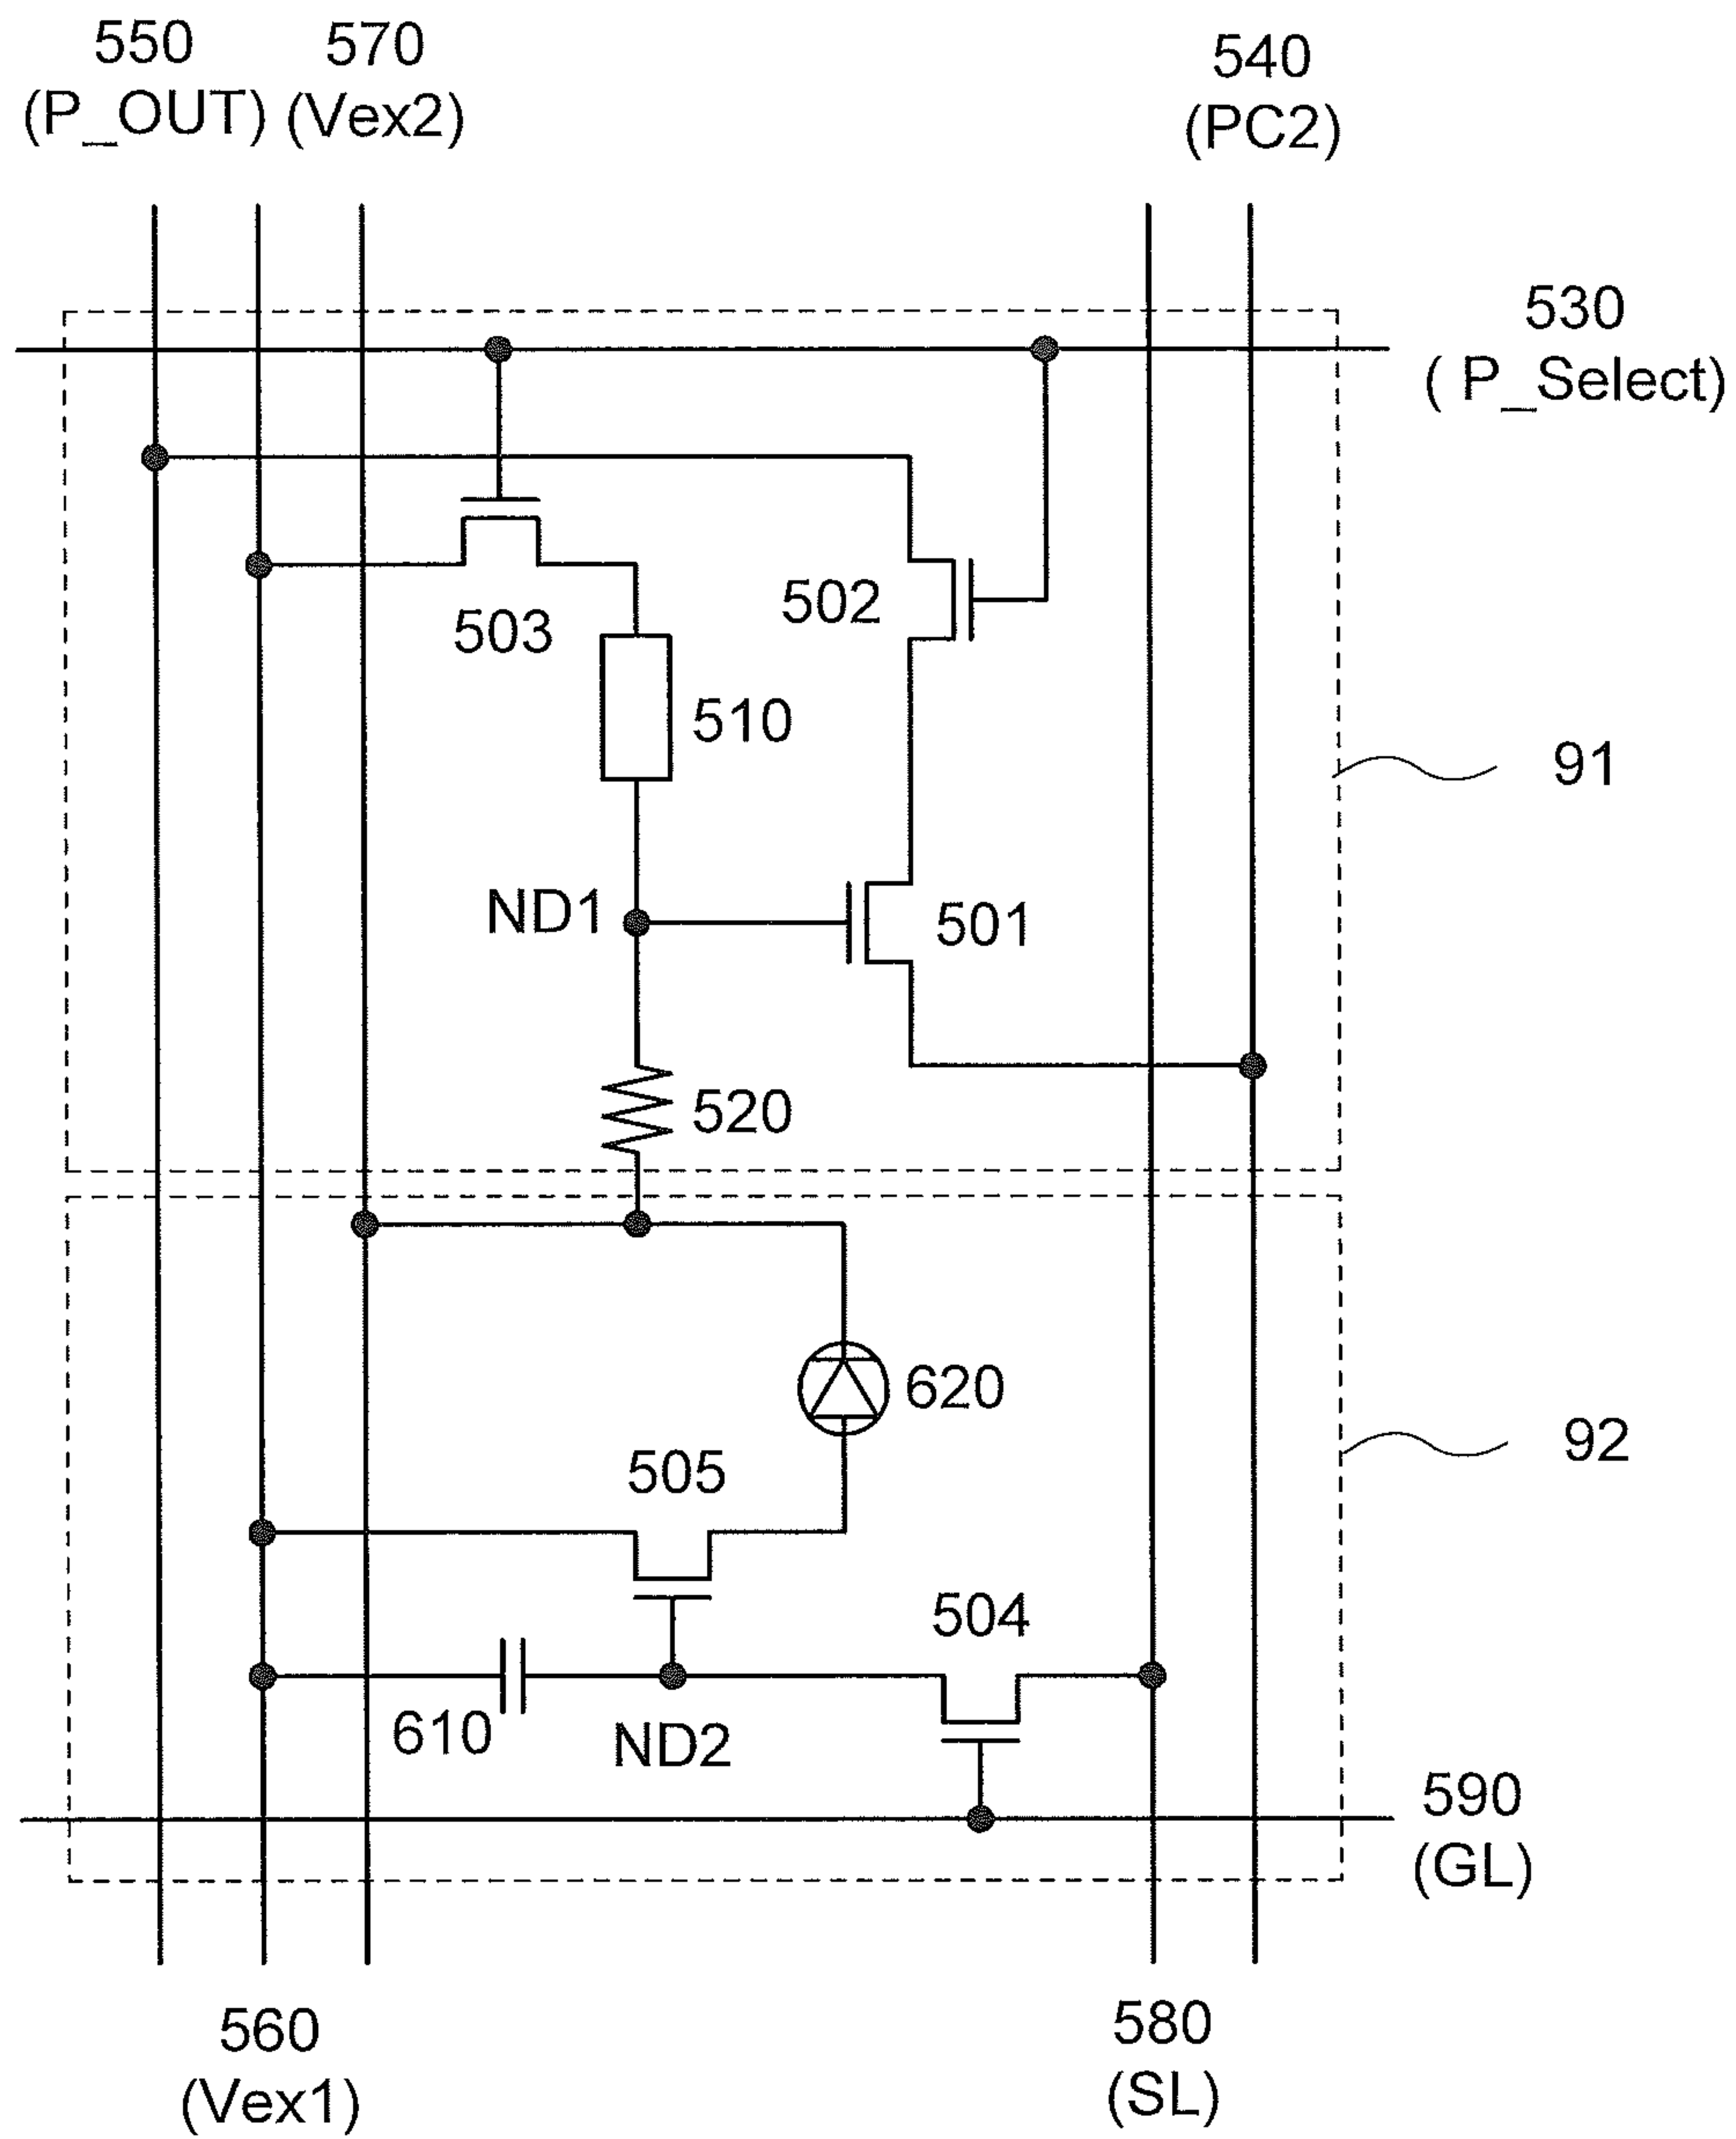 550
(P_OUT)
570
(Vex2)
540
(PC2)
530
( P_Select)
502
503
510
91
ND1
501
520
620
92
505
504
610
ND2
590
(GL)
560
(Vex1)
580
(SL)